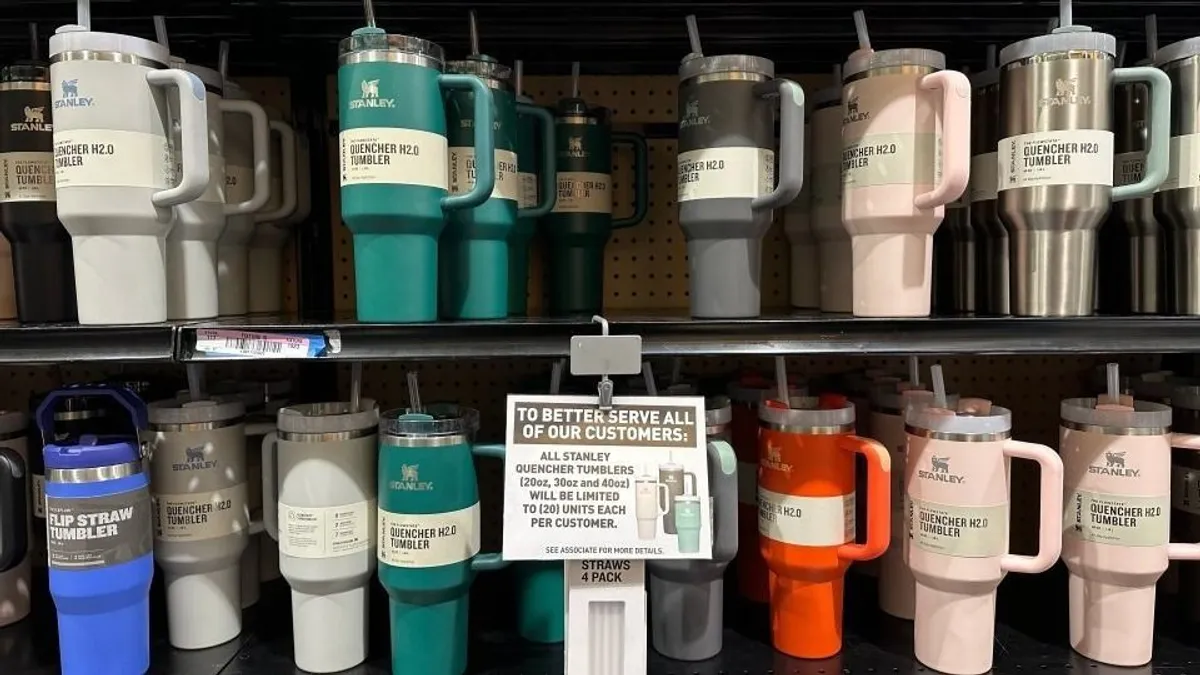 STANLEY.
QUENCHER
TUMBLER
STANLEY.
QUENCHER H2.0
TUMBLER
STANLEY.
QUENCHER H2.0
TUMBLER
STANLEY
QUENCHER H2.0
TUMBLER
STANLEY
QUENCHER H2.0
TUMBLER
STANLEY.
QUENCHER H2.0
TUMBLER
TO BETTER SERVE ALL
OF OUR CUSTOMERS:
ALL STANLEY
QUENCHER TUMBLERS
(20oz, 30oz and 40oz)
WILL BE LIMITED
TO (20) UNITS EACH
PER CUSTOMER.
SEE ASSOCIATE FOR MORE DETAILS.
STRAWS
4 PACK
FLIP STRAW
TUMBLER
STANLEY.
QUENCHER H2.0
TUMBLER
STANLEY.
QUENCHER H2.0
TUMBLER
H2.0
STANLEY.
QUENCHER H2.0
TUMBLER
STANLEY.
QUENCHER H2.0
TUMBLER